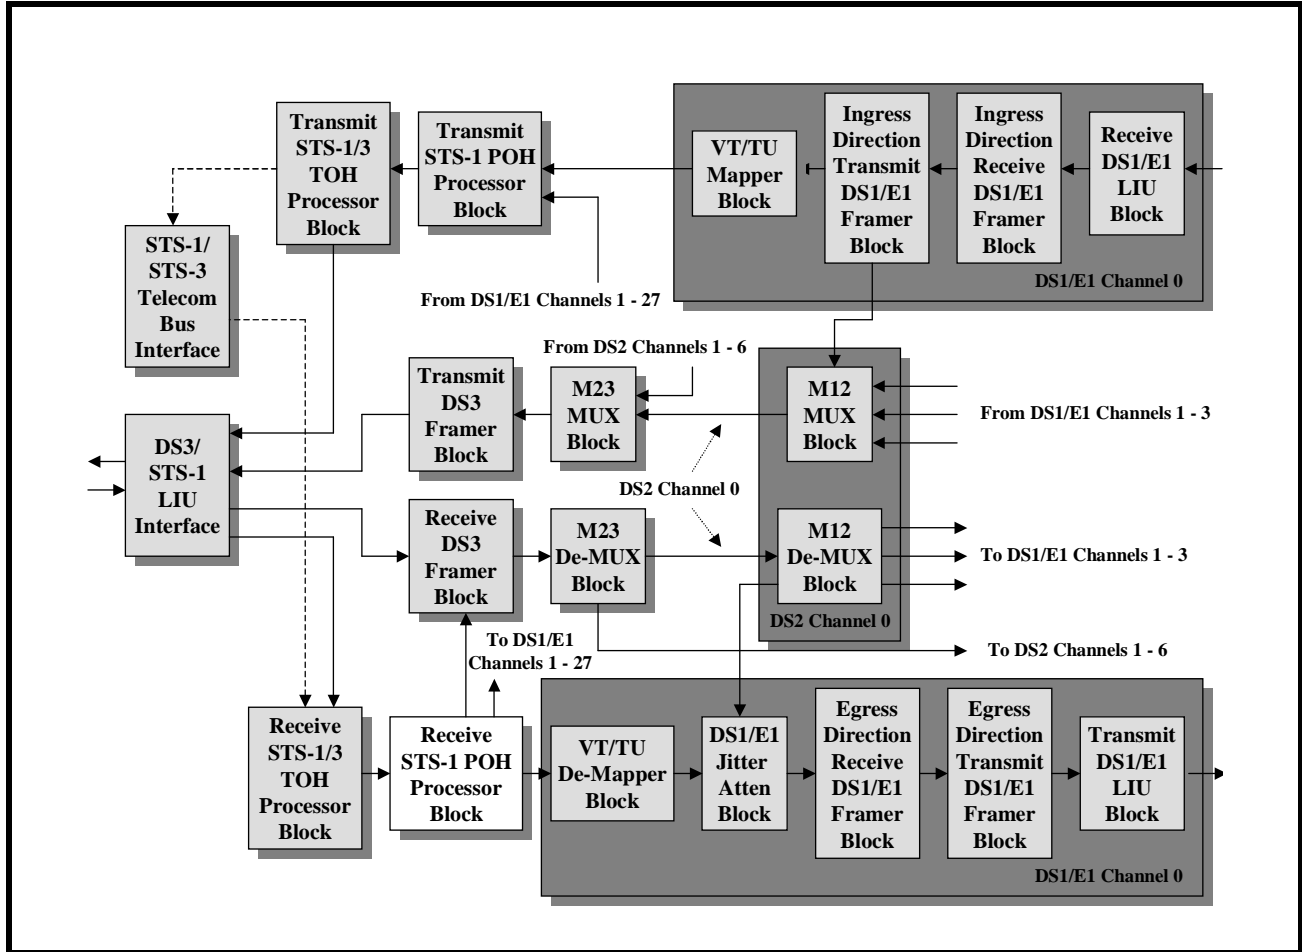 Transmit
STS-1/3
TOH
Processor
Block
Transmit
STS-1 POH
Processor
Block
VT/TU
Mapper
Block
Ingress
Direction
Transmit
DS1/E1
Framer
Block
Ingress
Direction
Receive
DS1/E1
Framer
Block
Receive
DS1/E1
LIU
Block
DS1/E1 Channel 0
STS-1/
STS-3
Telecom
Bus
Interface
From DS1/E1 Channels 1 - 27
From DS2 Channels 1 - 6
Transmit
DS3
Framer
Block
M23
MUX
Block
M12
MUX
Block
From DS1/E1 Channels 1 - 3
DS3/
STS-1
LIU
Interface
DS2 Channel 0
Receive
DS3
Framer
Block
M23
De-MUX
Block
M12
De-MUX
Block
To DS1/E1 Channels 1 - 3
DS2 Channel 0
To DS1/E1
Channels 1 - 27
To DS2 Channels 1 - 6
Receive
STS-1/3
TOH
Processor
Block
Receive
STS-1 POH
Processor
Block
VT/TU
De-Mapper
Block
DS1/E1
Jitter
Atten
Block
Egress
Direction
Receive
DS1/E1
Framer
Block
Egress
Direction
Transmit
DS1/E1
Framer
Block
Transmit
DS1/E1
LIU
Block
DS1/E1 Channel 0